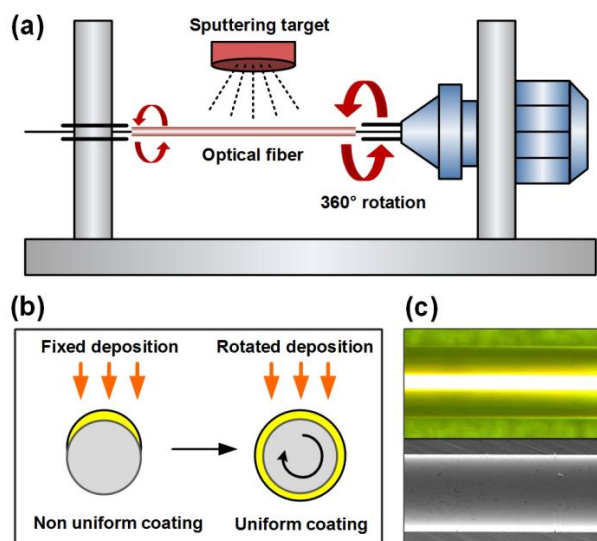 (a)
Sputtering target
Optical fiber
360° rotation
(b)
Fixed deposition
Rotated deposition
Non uniform coating
Uniform coating
(c)